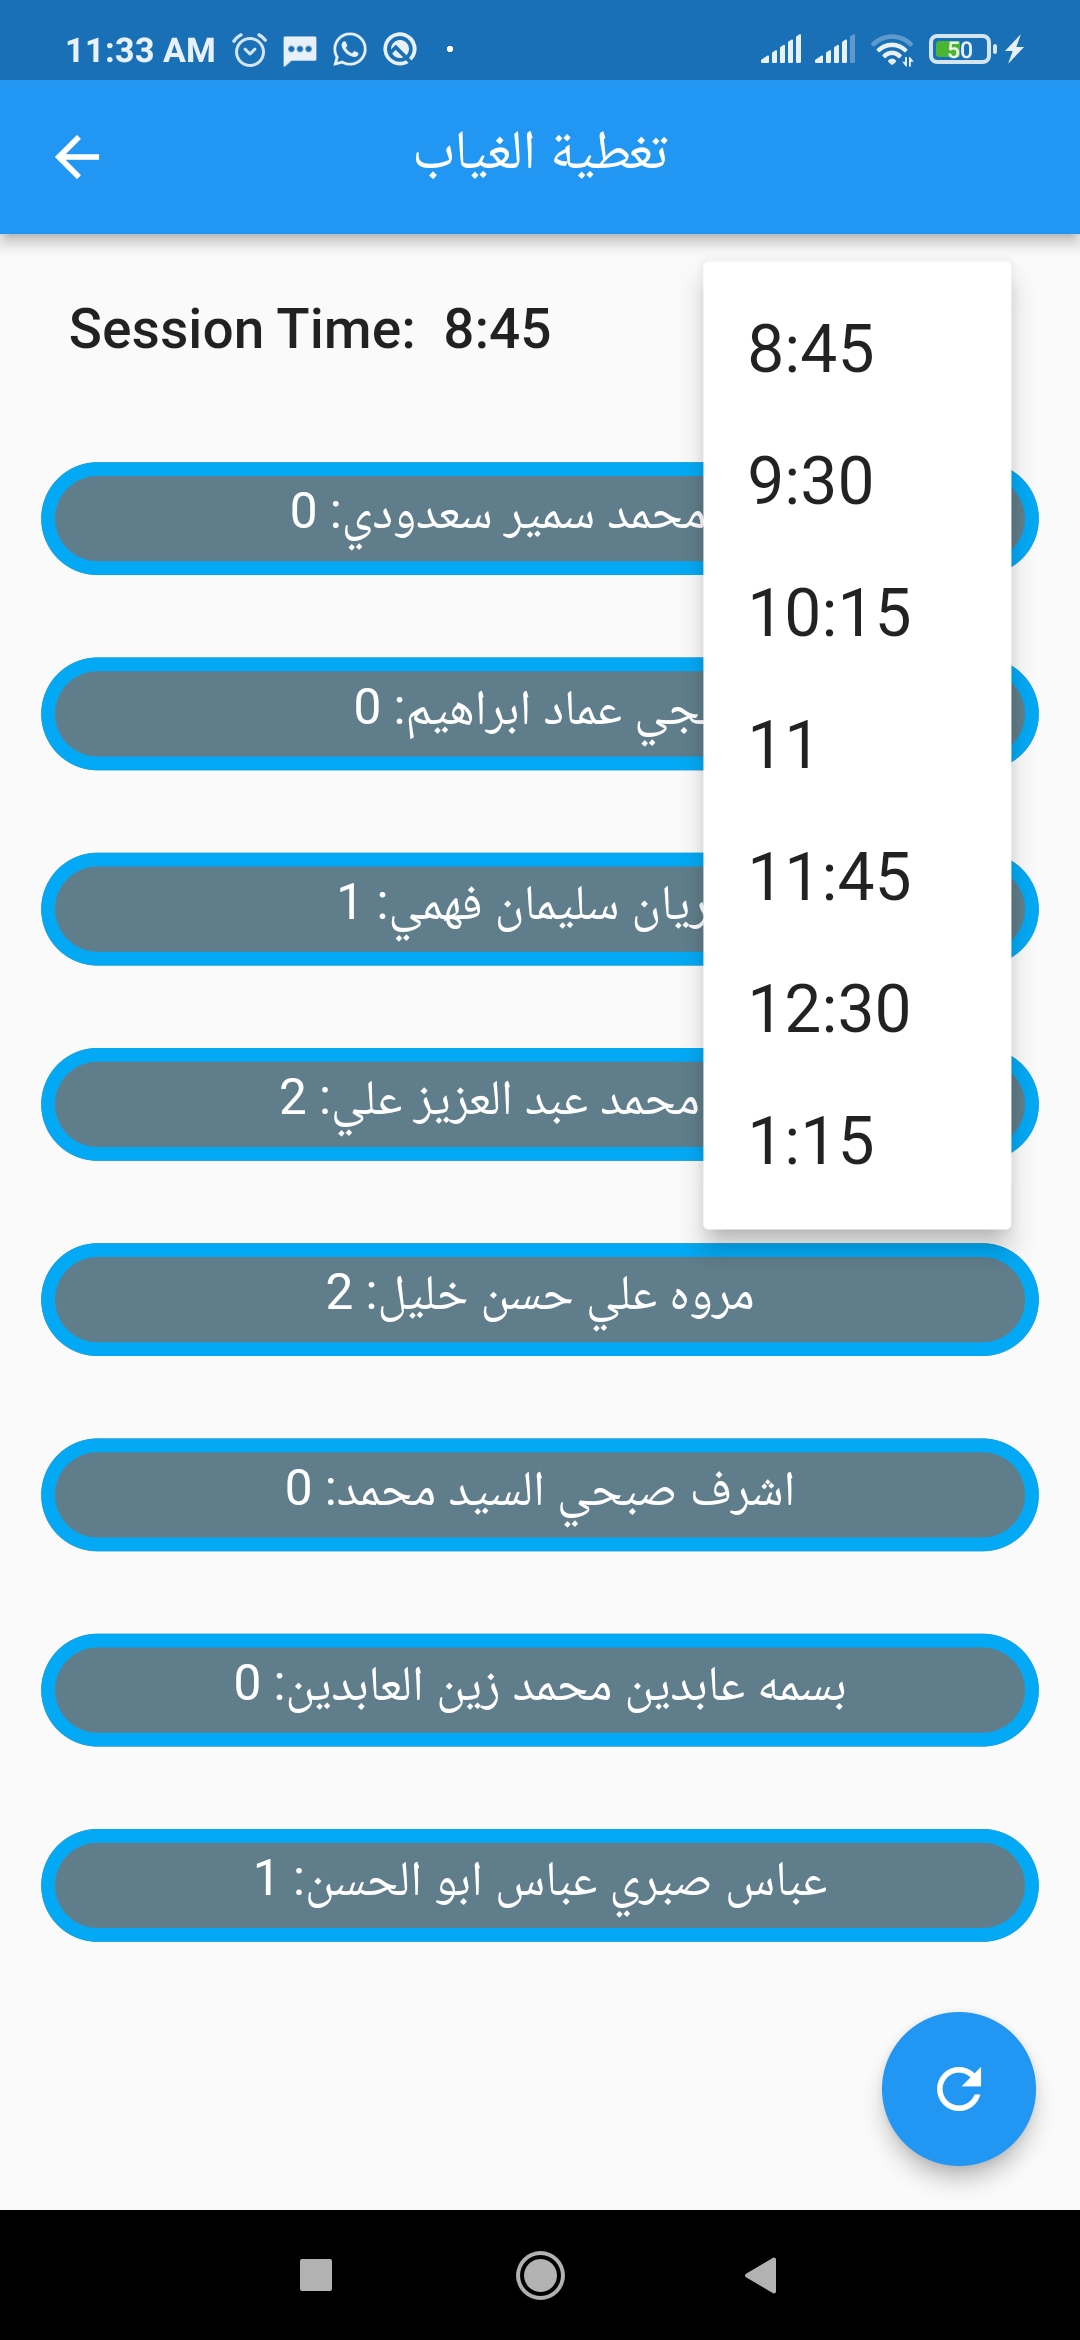 11:33 AM
50
تغطية الغياب
Session Time: 8:45
8:45
9:30
10:15
11
11:45
12:30
1:15
محمد سمير سعدودي: 0
عماد ابراهيم: 0
سليمان فهمي: 1
محمد عبد العزيز علي: 2
مروه علي حسن خليل: 2
اشرف صبحي السيد محمد: 0
بسمه عابدين محمد زين العابدين: 0
عباس صبري عباس ابو الحسن: 1